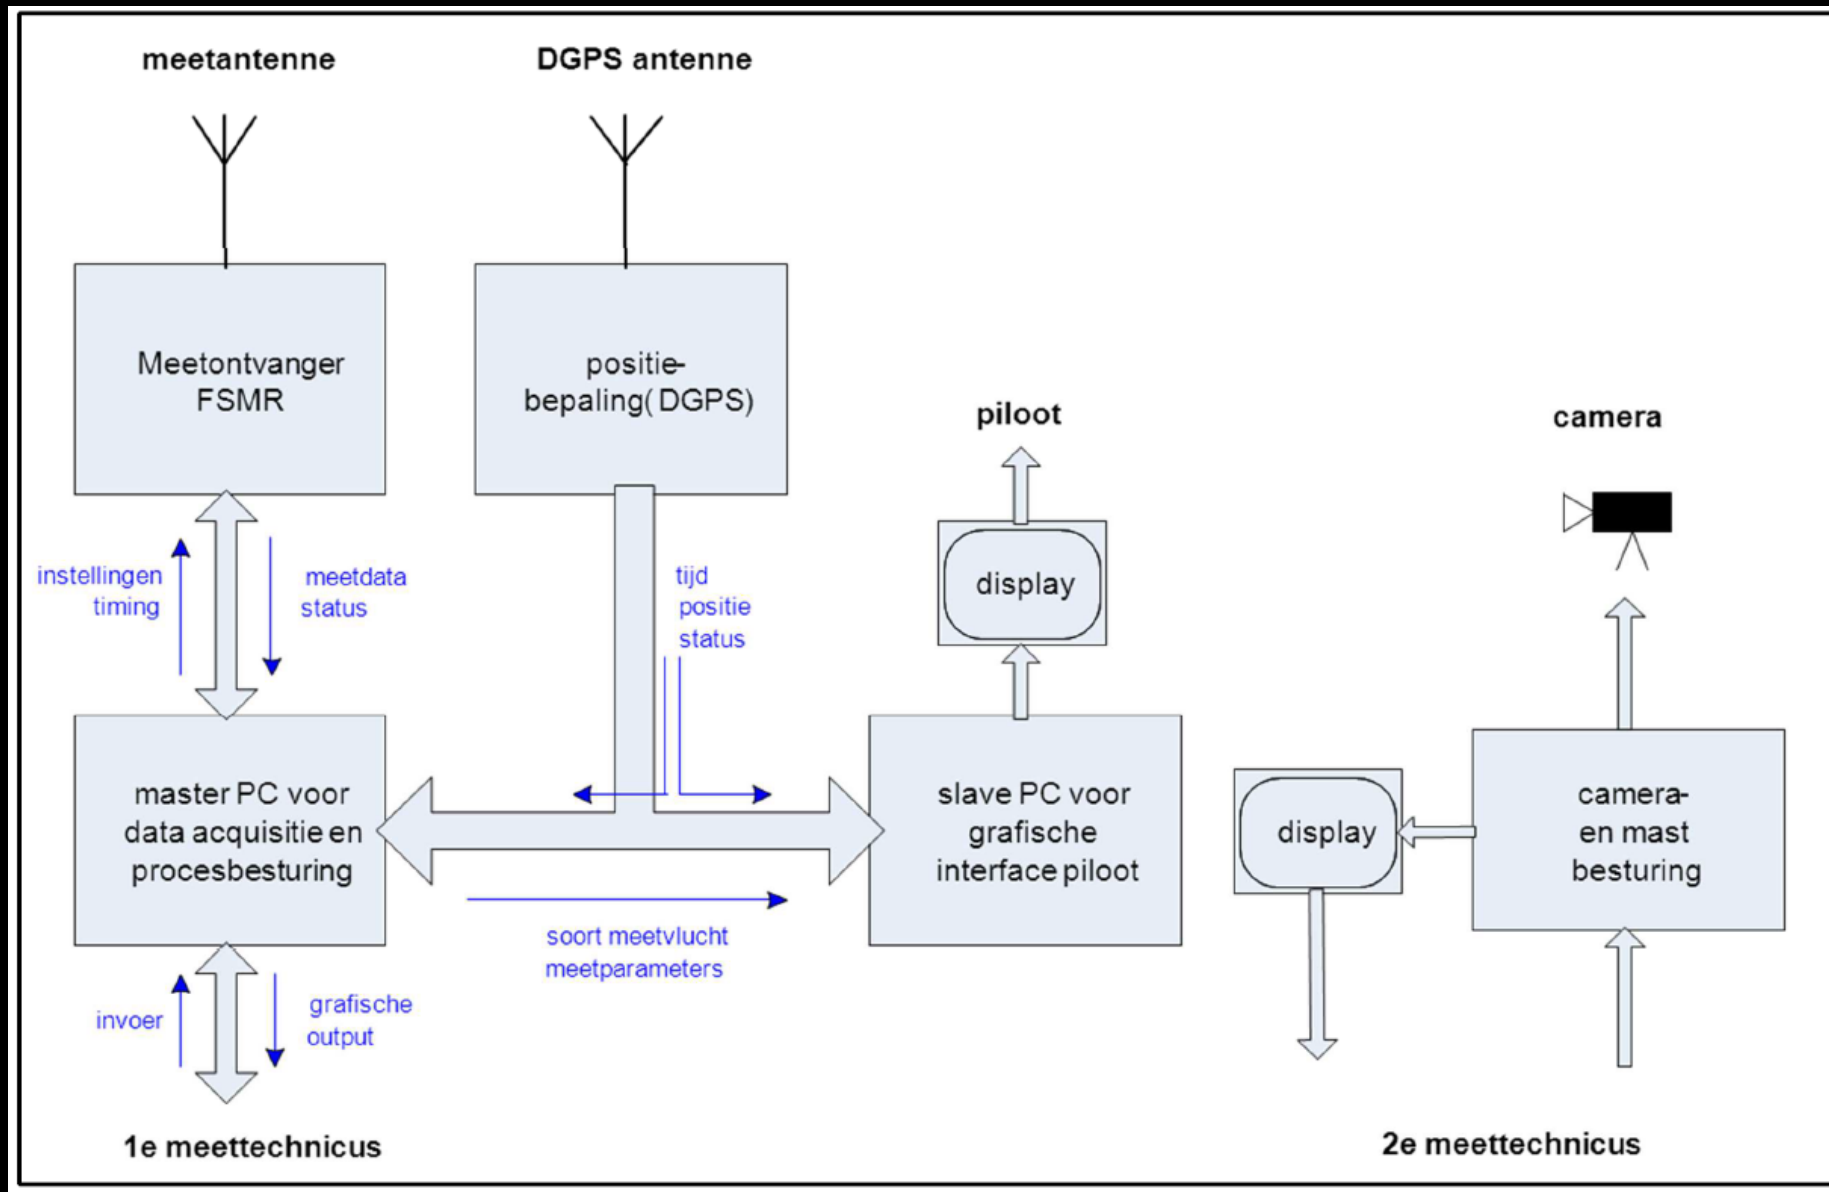 meetantenne
DGPS antenne
Meetontvanger
FSMR
positie-
bepaling( DGPS)
piloot
camera
instellingen
timing
meetdata
status
tijd
positie
status
display
master PC voor
data acquisitie en
procesbesturing
slave PC voor
grafische
interface piloot
display
camera-
en mast
besturing
soort meetvlucht
meetparameters
invoer
grafische
output
1e meettechnicus
2e meettechnicus